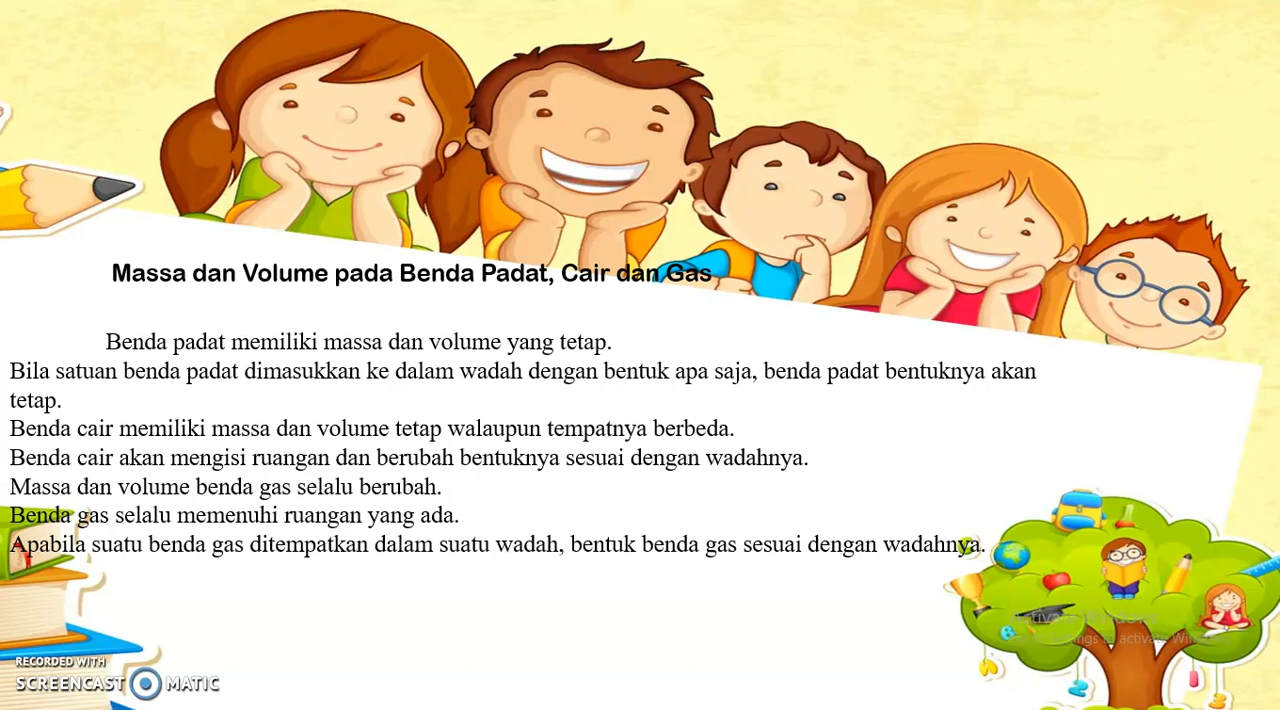 Massa dan Volume pada Benda Padat, Cair dan Gas
Benda padat memiliki massa dan volume yang tetap.
Bila satuan benda padat dimasukkan ke dalam wadah dengan bentuk apa saja, benda padat bentuknya akan
tetap.
Benda cair memiliki massa dan volume tetap walaupun tempatnya berbeda.
Benda cair akan mengisi ruangan dan berubah bentuknya sesuai dengan wadahnya.
Massa dan volume benda gas selalu berubah.
Benda gas selalu memenuhi ruangan yang ada.
Apabila suatu benda gas ditempatkan dalam suatu wadah, bentuk benda gas sesuai dengan wadahnya.
Activate Windows
to activate
RECORDED WITH
SCREENCAST MATIC